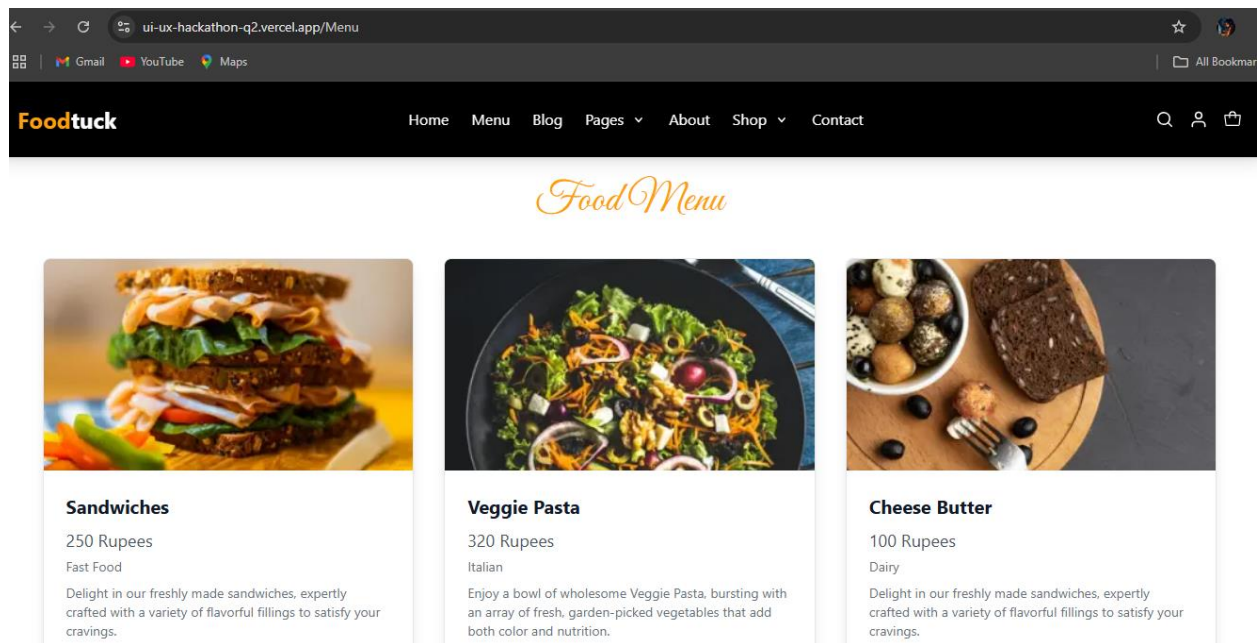 ui-ux-hackathon-q2.vercel.app/Menu
Gmail YouTube Maps All Bookmar
Foodtuck Home Menu Blog Pages About Shop Contact
Food Menu
Sandwiches
250 Rupees
Fast Food
Delight in our freshly made sandwiches, expertly
crafted with a variety of flavorful fillings to satisfy your
cravings.
Veggie Pasta
320 Rupees
Italian
Enjoy a bowl of wholesome Veggie Pasta, bursting with
an array of fresh, garden-picked vegetables that add
both color and nutrition.
Cheese Butter
100 Rupees
Dairy
Delight in our freshly made sandwiches, expertly
crafted with a variety of flavorful fillings to satisfy your
cravings.